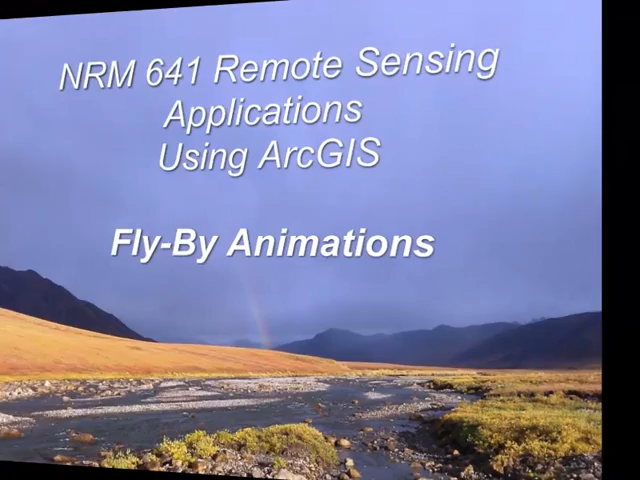 NRM 641 Remote Sensing
Applications
Using ArcGIS
Fly-By Animations